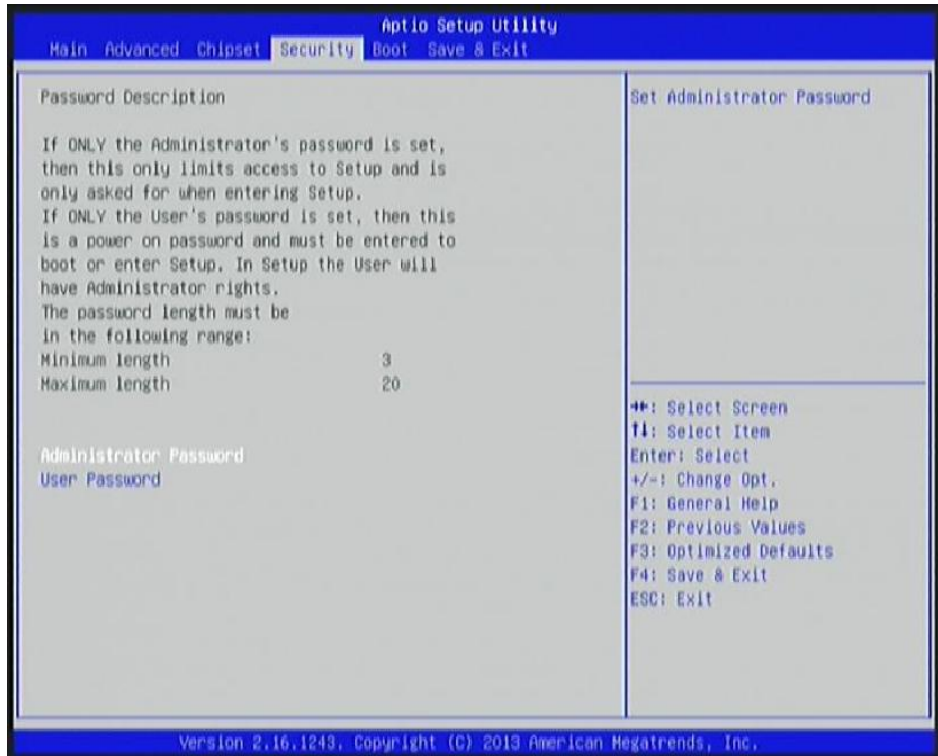 Aptio Setup Utility
Main Advanced Chipset Security Boot Save & Exit
Password Description
If ONLY the Administrator's password is set,
then this only limits access to Setup and is
only asked for when entering Setup.
If ONLY the User's password is set, then this
is a power on password and must be entered to
boot or enter Setup. In Setup the User will
have Administrator rights.
The password length must be
in the following range:
Minimum length 3
Maximum length 20
Administrator Password
User Password
Set Administrator Password
→←: Select Screen
↑↓: Select Item
Enter: Select
+/-: Change Opt.
F1: General Help
F2: Previous Values
F3: Optimized Defaults
F4: Save & Exit
ESC: Exit
Version 2.16.1243. Copyright (C) 2013 American Megatrends, Inc.